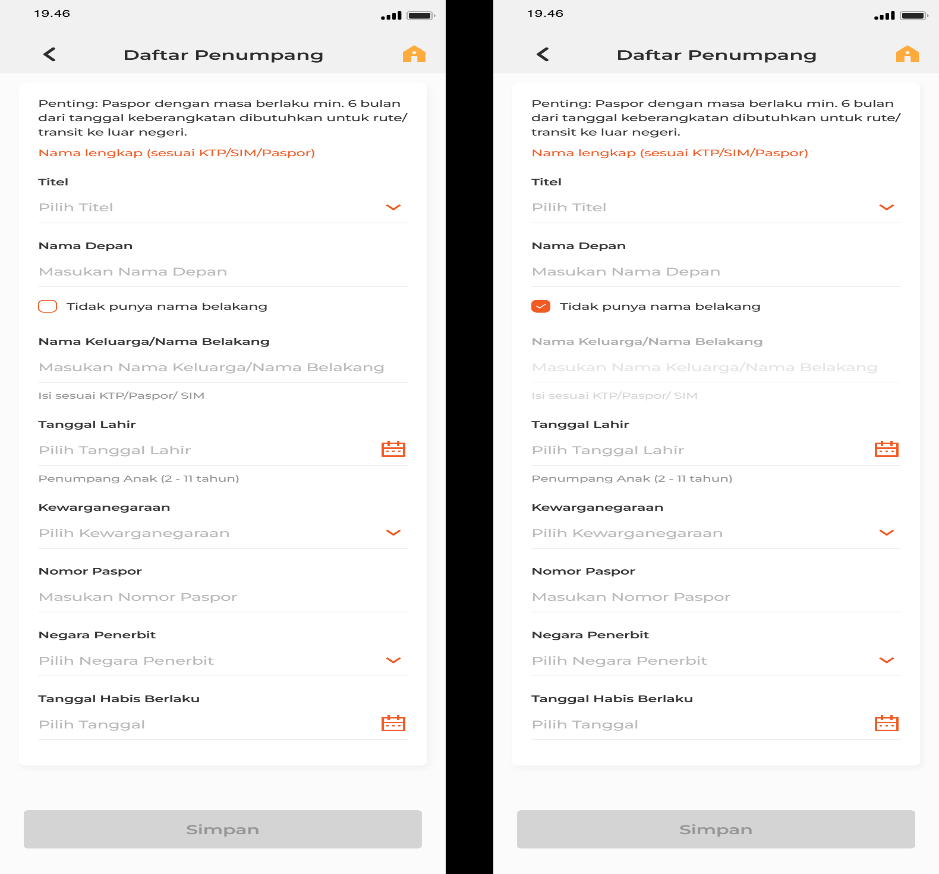 19.46
Daftar Penumpang
Penting: Paspor dengan masa berlaku min. 6 bulan
dari tanggal keberangkatan dibutuhkan untuk rute/
transit ke luar negeri.
Nama lengkap (sesuai KTP/SIM/Paspor)
Titel
Pilih Titel
Nama Depan
Masukan Nama Depan
Tidak punya nama belakang
Nama Keluarga/Nama Belakang
Masukan Nama Keluarga/Nama Belakang
Isi sesuai KTP/Paspor/ SIM
Tanggal Lahir
Pilih Tanggal Lahir
Penumpang Anak (2 - 11 tahun)
Kewarganegaraan
Pilih Kewarganegaraan
Nomor Paspor
Masukan Nomor Paspor
Negara Penerbit
Pilih Negara Penerbit
Tanggal Habis Berlaku
Pilih Tanggal
Simpan
19.46
Daftar Penumpang
Penting: Paspor dengan masa berlaku min. 6 bulan
dari tanggal keberangkatan dibutuhkan untuk rute/
transit ke luar negeri.
Nama lengkap (sesuai KTP/SIM/Paspor)
Titel
Pilih Titel
Nama Depan
Masukan Nama Depan
Tidak punya nama belakang
Nama Keluarga/Nama Belakang
Masukan Nama Keluarga/Nama Belakang
Isi sesuai KTP/Paspor/ SIM
Tanggal Lahir
Pilih Tanggal Lahir
Penumpang Anak (2 - 11 tahun)
Kewarganegaraan
Pilih Kewarganegaraan
Nomor Paspor
Masukan Nomor Paspor
Negara Penerbit
Pilih Negara Penerbit
Tanggal Habis Berlaku
Pilih Tanggal
Simpan